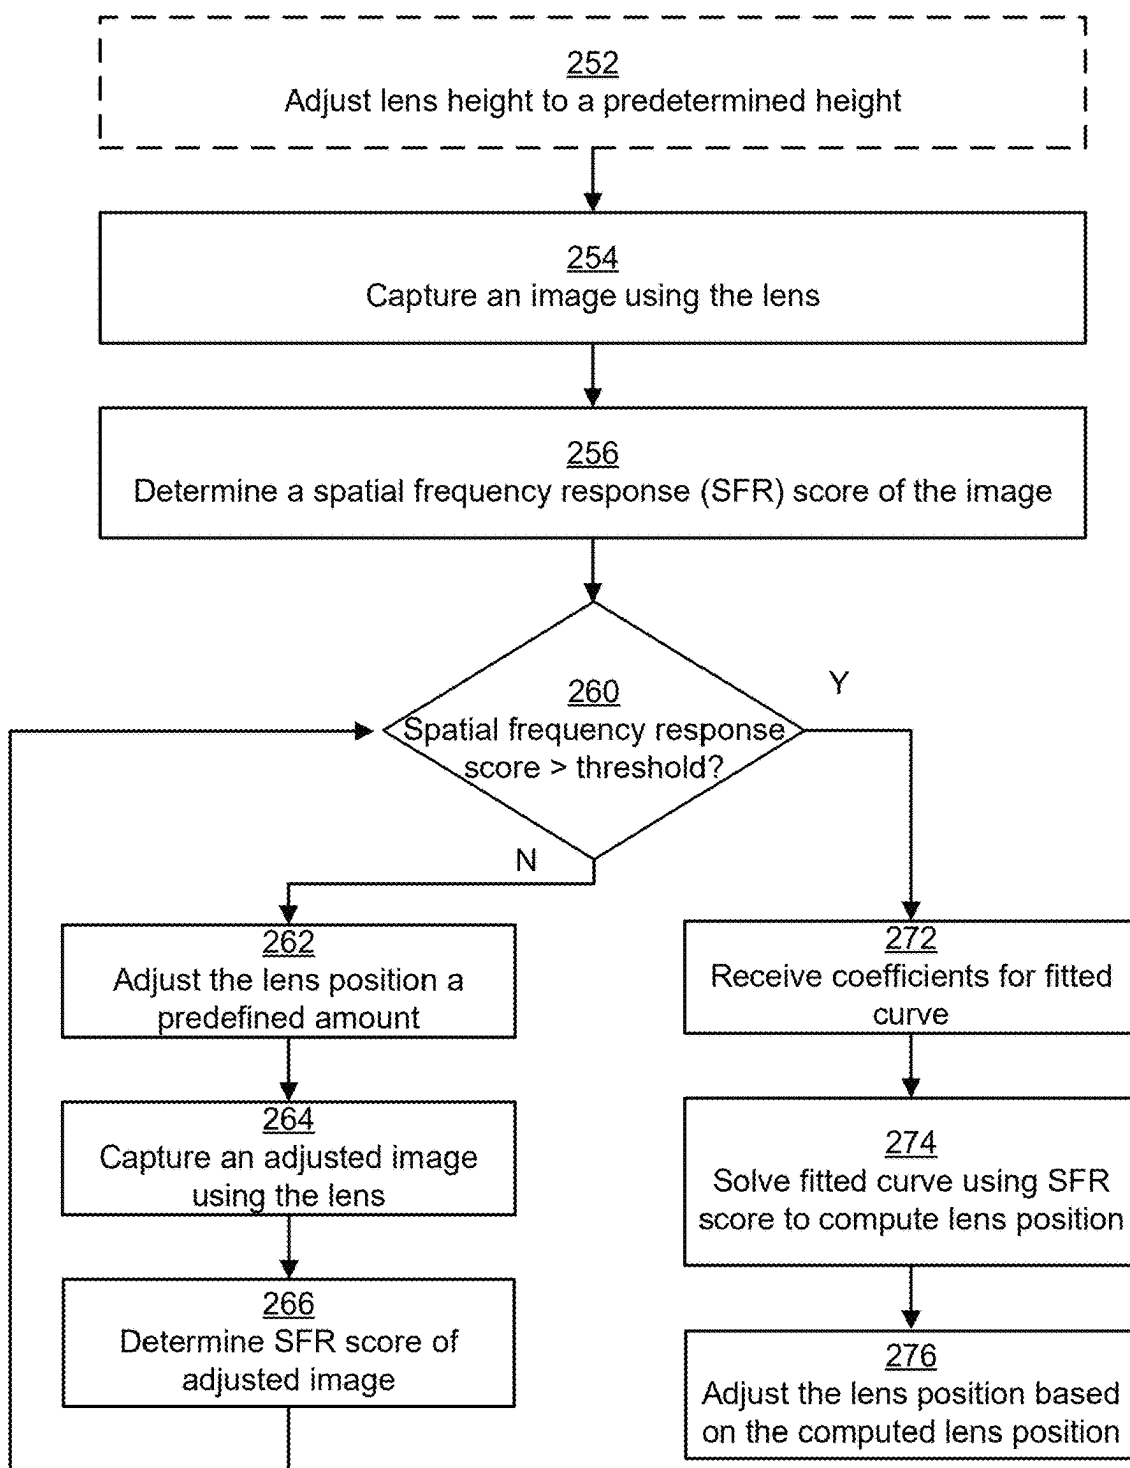 252
Adjust lens height to a predetermined height
254
Capture an image using the lens
256
Determine a spatial frequency response (SFR) score of the image
260
Spatial frequency response
score > threshold?
Y
N
262
Adjust the lens position a
predefined amount
264
Capture an adjusted image
using the lens
266
Determine SFR score of
adjusted image
272
Receive coefficients for fitted
curve
274
Solve fitted curve using SFR
score to compute lens position
276
Adjust the lens position based
on the computed lens position